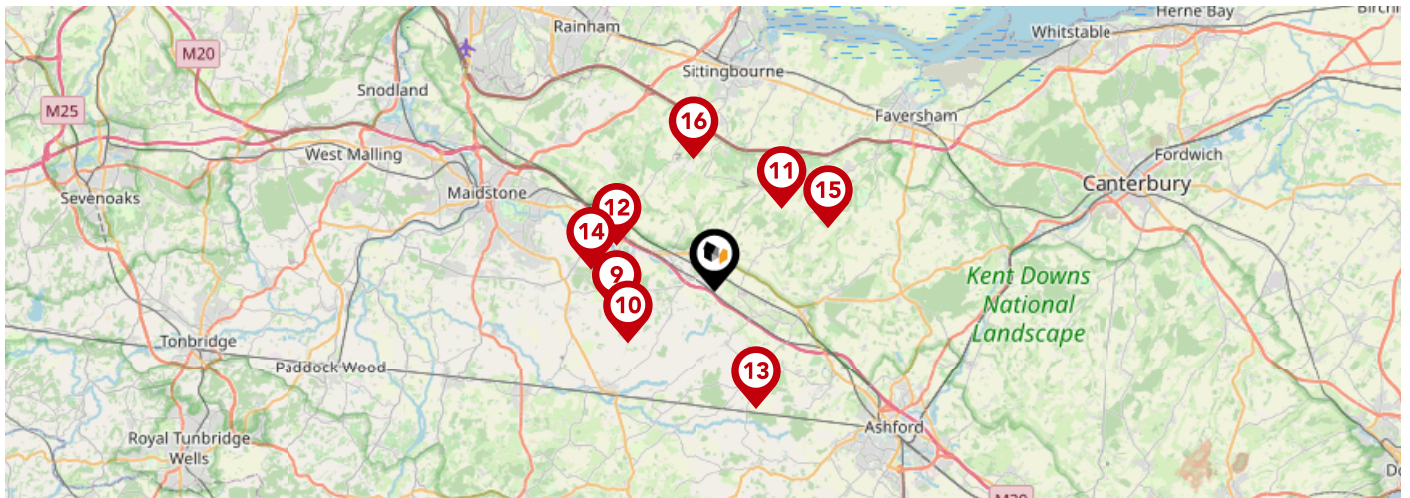 Herne Bay
Rainham
Whitstable
M20
Sittingbourne
Snodland
M25
Faversham
16
West Malling
Fordwich
11
Canterbury
15
Sevenoaks
Maidstone
12
14
9
Kent Downs
National
Landscape
10
Tonbridge
Paddock Wood
13
Ashford
Royal Tunbridge
Wells